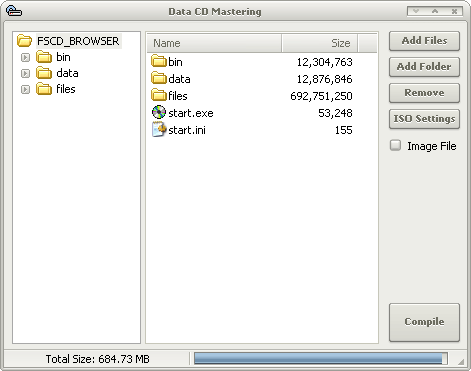 Data CD Mastering
FSCD_BROWSER
bin
data
files
Name Size
bin 12,304,763
data 12,876,846
files 692,751,250
start.exe 53,248
start.ini 155
Add Files
Add Folder
Remove
ISO Settings
Image File
Compile
Total Size: 684.73 MB